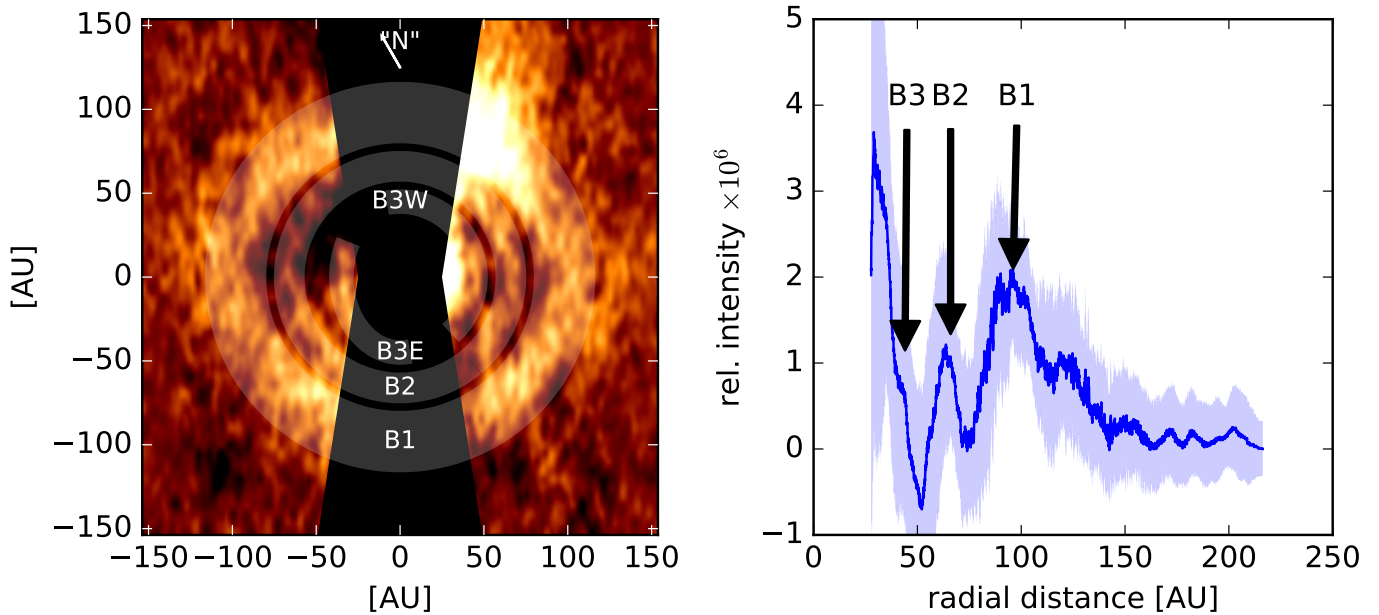 150
100
50
0
−50
−100
−150
−150 −100 −50 0 50 100 150
[AU]
[AU]
"N"
B3W
B3E
B2
B1
5
4
3
2
1
0
−1
0 50 100 150 200 250
rel. intensity ×10⁶
radial distance [AU]
B3 B2 B1